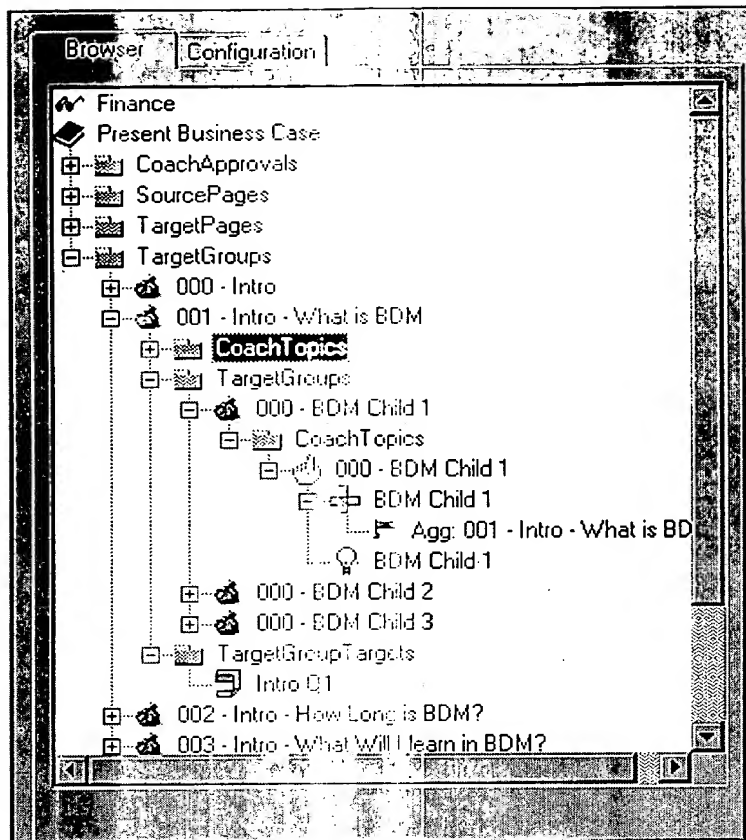 Browser Configuration
Finance
Present Business Case
CoachApprovals
SourcePages
TargetPages
TargetGroups
000 - Intro
001 - Intro - What is BDM
CoachTopics
TargetGroups
000 - BDM Child 1
CoachTopics
000 - BDM Child 1
BDM Child 1
Agg: 001 - Intro - What is BD
BDM Child 1
000 - BDM Child 2
000 - BDM Child 3
TargetGroupTargets
Intro Q1
002 - Intro - How Long is BDM?
003 - Intro - What Will I learn in BDM?